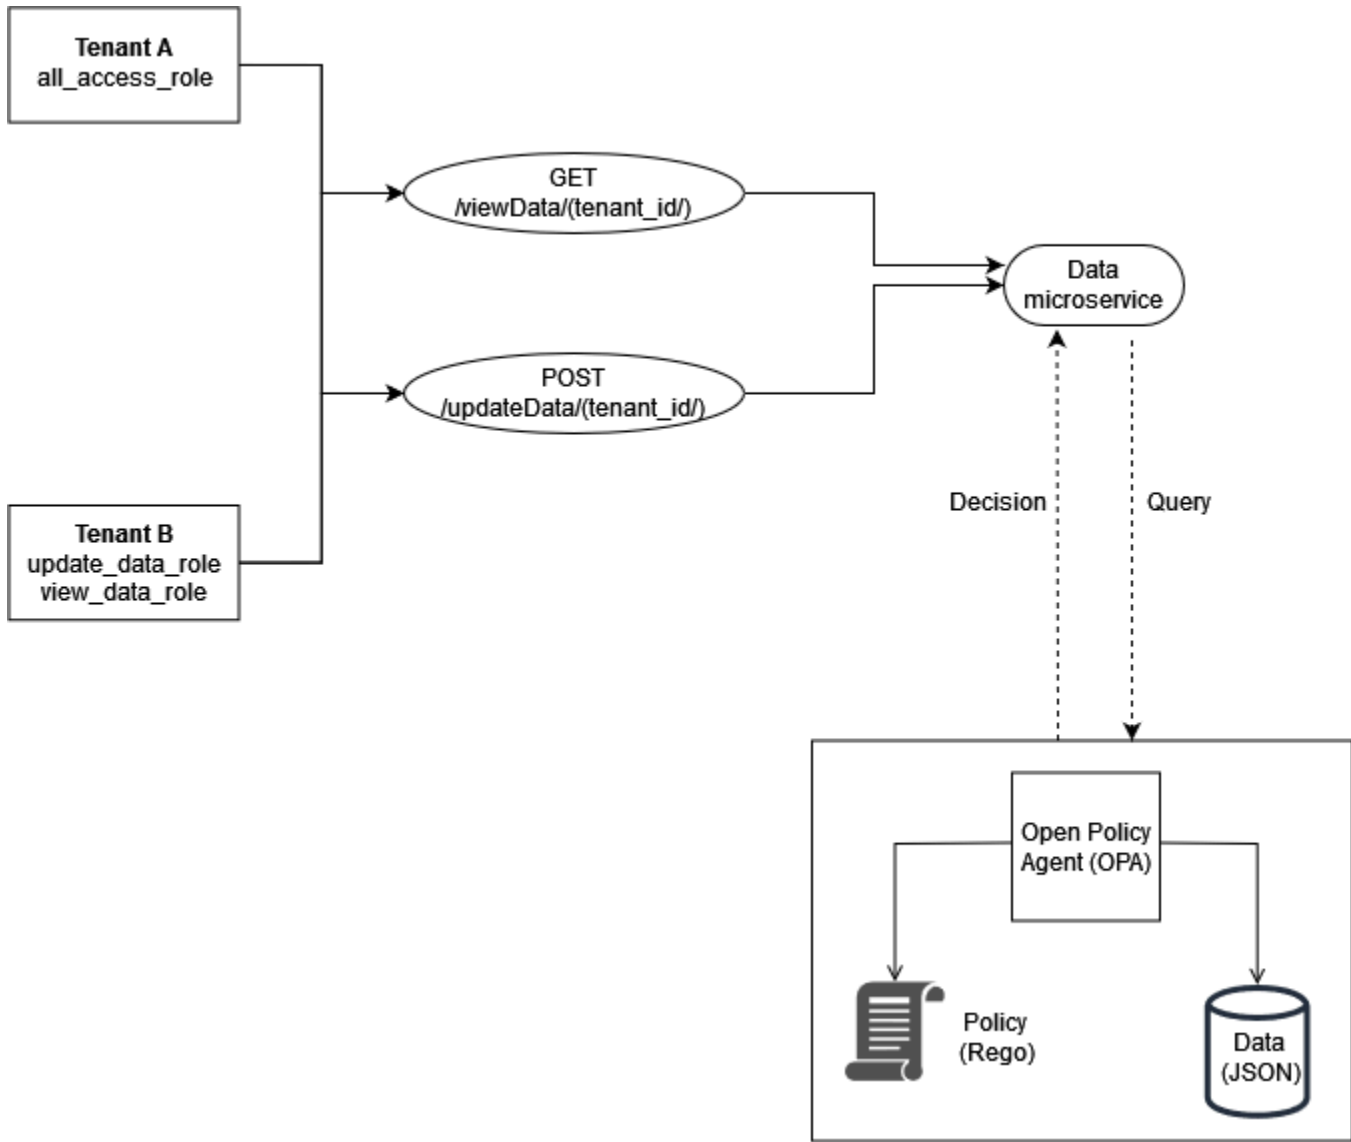 Tenant A
all_access_role
GET
/viewData/(tenant_id/)
Data
microservice
POST
/updateData/(tenant_id/)
Decision
Query
Tenant B
update_data_role
view_data_role
Open Policy
Agent (OPA)
Policy
(Rego)
Data
(JSON)